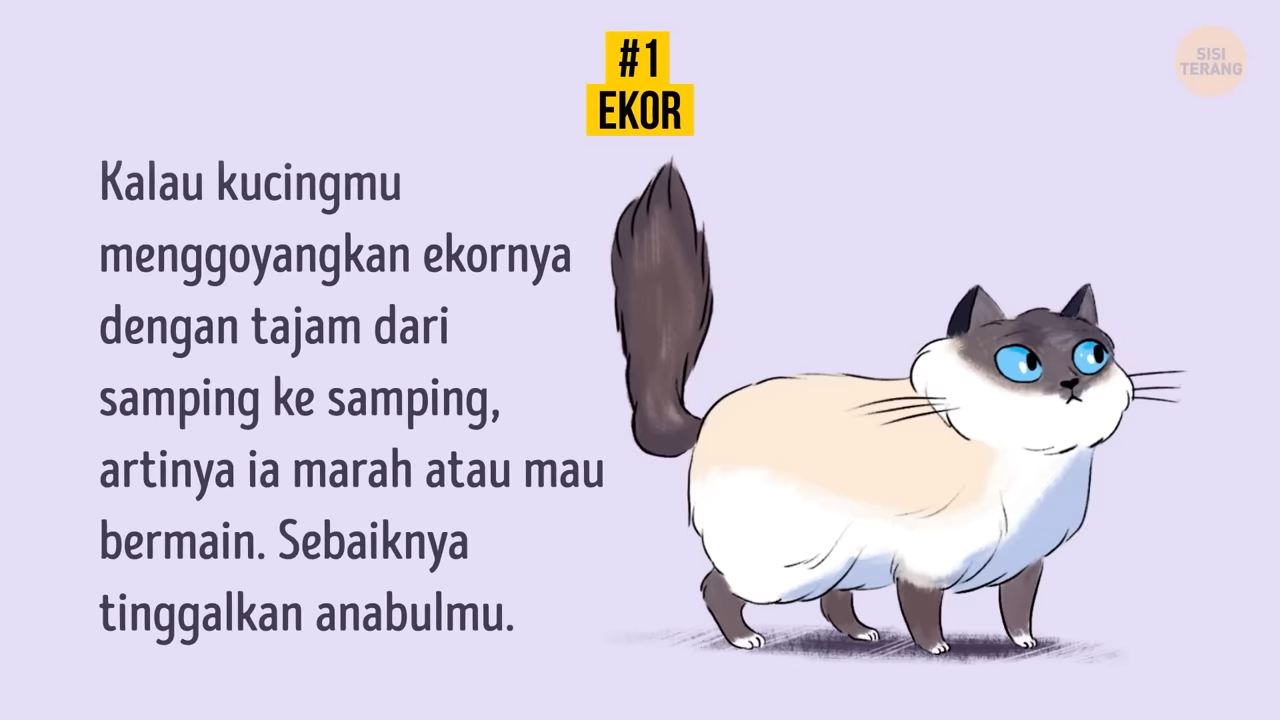 #1
EKOR
SISI
TERANG
Kalau kucingmu
menggoyangkan ekornya
dengan tajam dari
samping ke samping,
artinya ia marah atau mau
bermain. Sebaiknya
tinggalkan anabulmu.